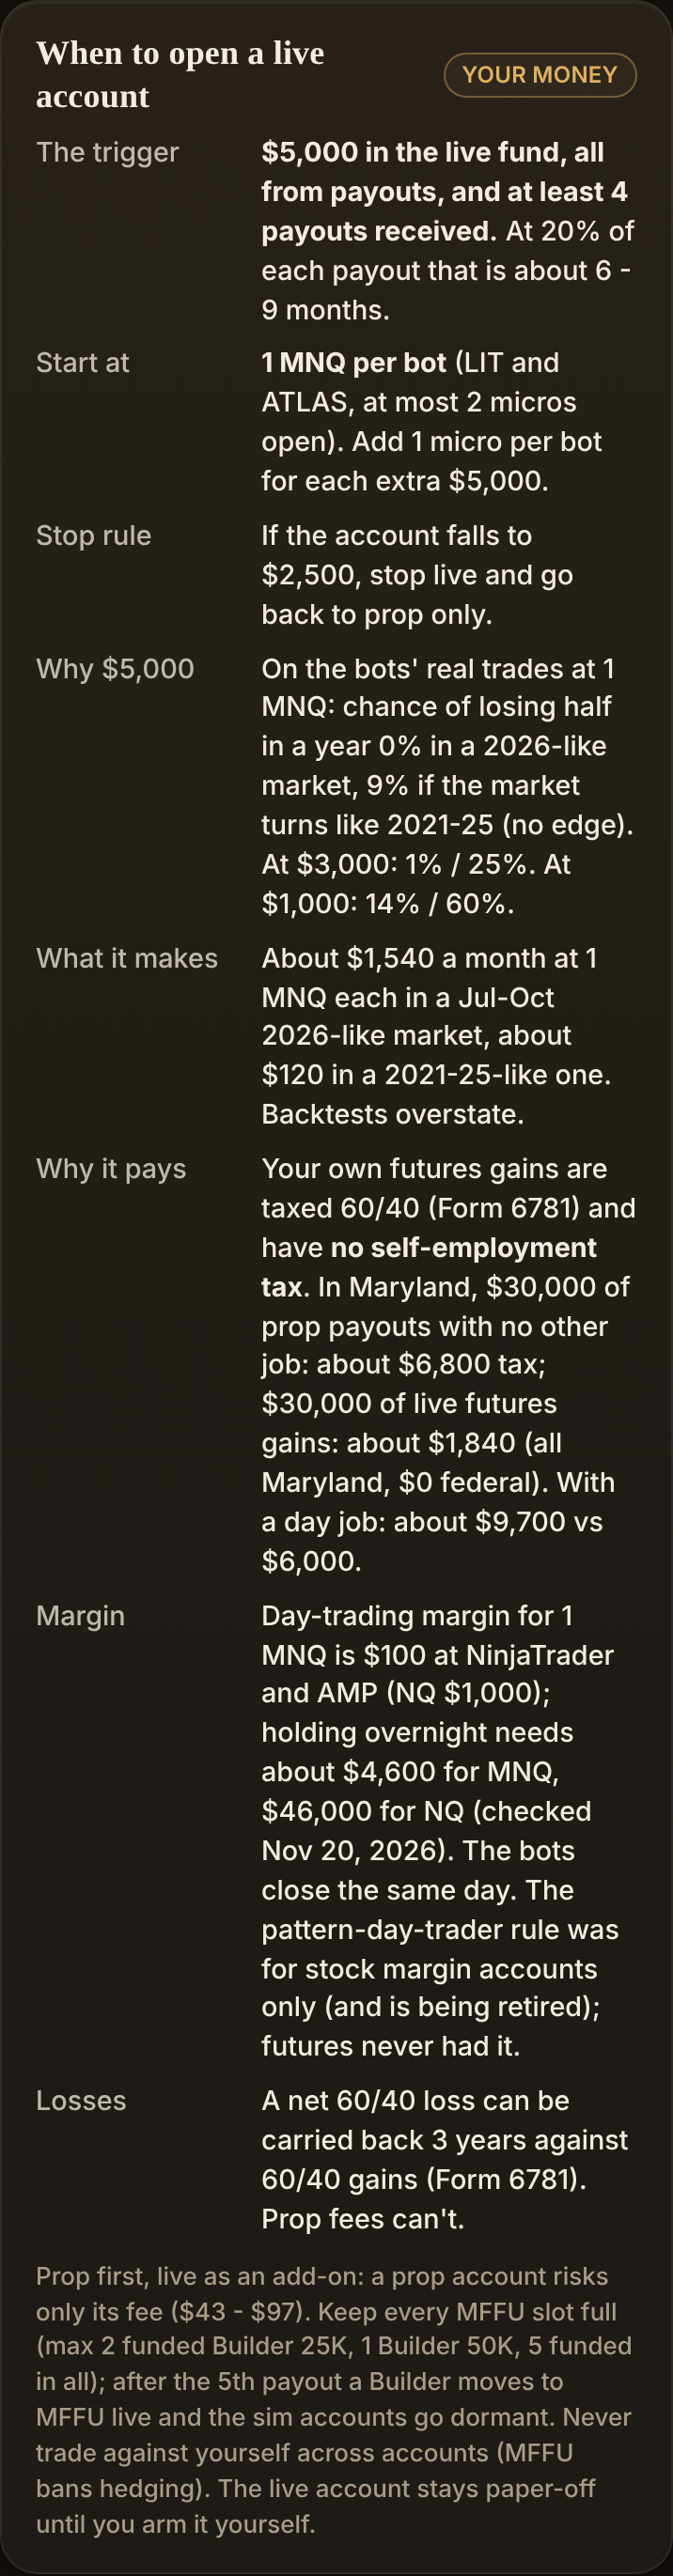 When to open a live
account
YOUR MONEY
The trigger
$5,000 in the live fund, all
from payouts, and at least 4
payouts received. At 20% of
each payout that is about 6 -
9 months.
Start at
1 MNQ per bot (LIT and
ATLAS, at most 2 micros
open). Add 1 micro per bot
for each extra $5,000.
Stop rule
If the account falls to
$2,500, stop live and go
back to prop only.
Why $5,000
On the bots' real trades at 1
MNQ: chance of losing half
in a year 0% in a 2026-like
market, 9% if the market
turns like 2021-25 (no edge).
At $3,000: 1% / 25%. At
$1,000: 14% / 60%.
What it makes
About $1,540 a month at 1
MNQ each in a Jul-Oct
2026-like market, about
$120 in a 2021-25-like one.
Backtests overstate.
Why it pays
Your own futures gains are
taxed 60/40 (Form 6781) and
have no self-employment
tax. In Maryland, $30,000 of
prop payouts with no other
job: about $6,800 tax;
$30,000 of live futures
gains: about $1,840 (all
Maryland, $0 federal). With
a day job: about $9,700 vs
$6,000.
Margin
Day-trading margin for 1
MNQ is $100 at NinjaTrader
and AMP (NQ $1,000);
holding overnight needs
about $4,600 for MNQ,
$46,000 for NQ (checked
Nov 20, 2026). The bots
close the same day. The
pattern-day-trader rule was
for stock margin accounts
only (and is being retired);
futures never had it.
Losses
A net 60/40 loss can be
carried back 3 years against
60/40 gains (Form 6781).
Prop fees can't.
Prop first, live as an add-on: a prop account risks
only its fee ($43 - $97). Keep every MFFU slot full
(max 2 funded Builder 25K, 1 Builder 50K, 5 funded
in all); after the 5th payout a Builder moves to
MFFU live and the sim accounts go dormant. Never
trade against yourself across accounts (MFFU
bans hedging). The live account stays paper-off
until you arm it yourself.